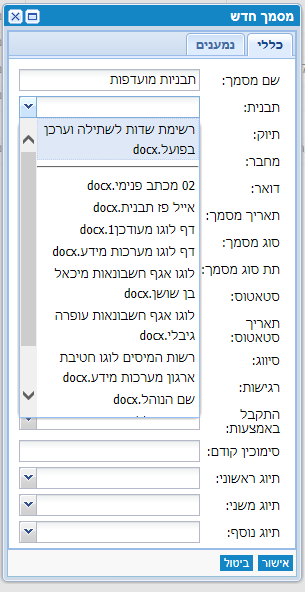 מסמך חדש
כללי
נמענים
שם מסמך:
תבניות מועדפות
תבנית:
רשימת שדות לשתילה וערכן
בפועל.docx
02 מכתב פנימי.docx
אייל פז תבנית.docx
דף לוגו מעודכן1.docx
דף לוגו מערכות מידע.docx
לוגו אגף חשבונאות מיכאל
בן שושן.docx
לוגו אגף חשבונאות עופרה
גיבלי.docx
רשות המיסים לוגו חטיבת
ארגון מערכות מידע.docx
שם הנוהל.docx
תיוק:
מחבר:
דואר:
תאריך מסמך:
סוג מסמך:
תת סוג מסמך:
סטאטוס:
תאריך
סטאטוס:
סיווג:
רגישות:
התקבל
באמצעות:
סימוכין קודם:
תיוג ראשוני:
תיוג משני:
תיוג נוסף:
אישור
ביטול